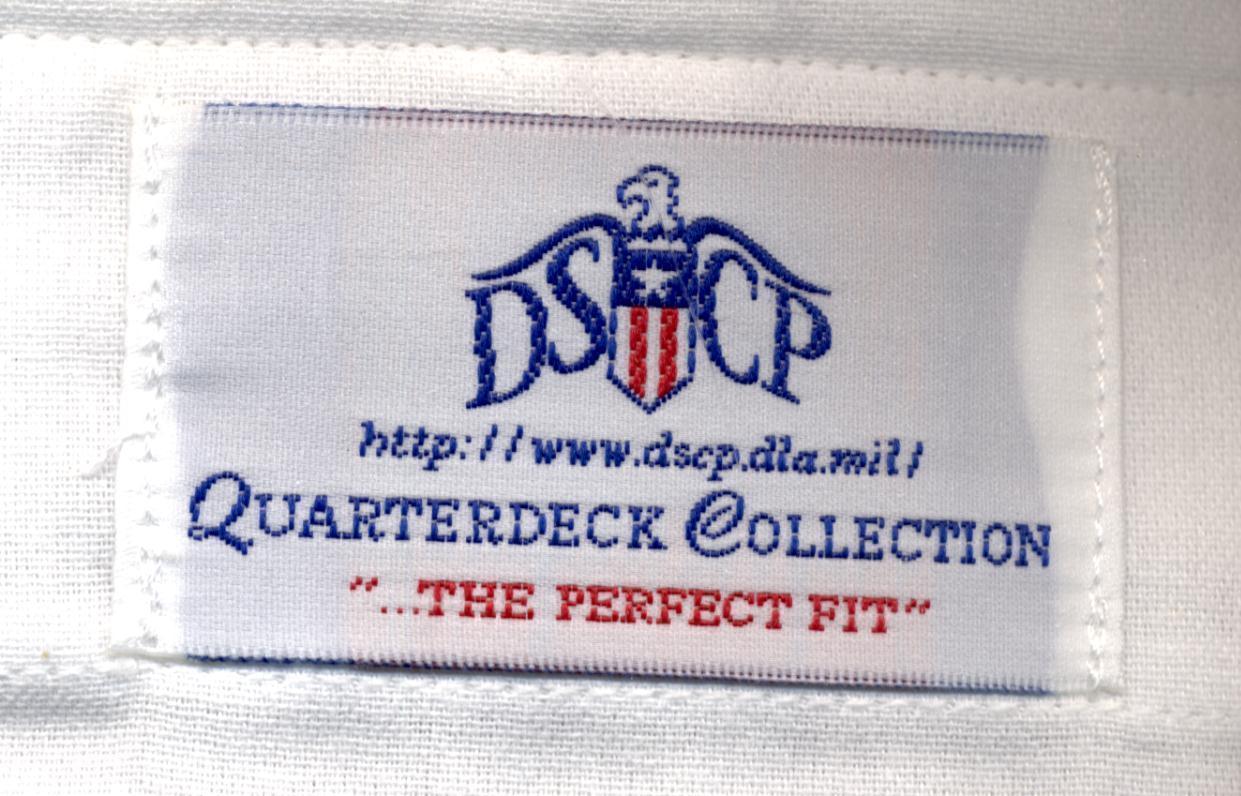 DSCP
http://www.dscp.dla.mil/
QUARTERDECK COLLECTION
"...THE PERFECT FIT"